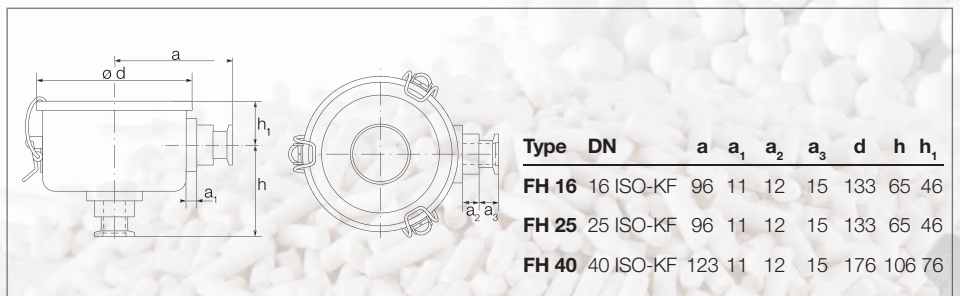 a
ø d
h₁
h
a₁
a₂ a₃
Type DN a a₁ a₂ a₃ d h h₁
FH 16 16 ISO-KF 96 11 12 15 133 65 46
FH 25 25 ISO-KF 96 11 12 15 133 65 46
FH 40 40 ISO-KF 123 11 12 15 176 106 76